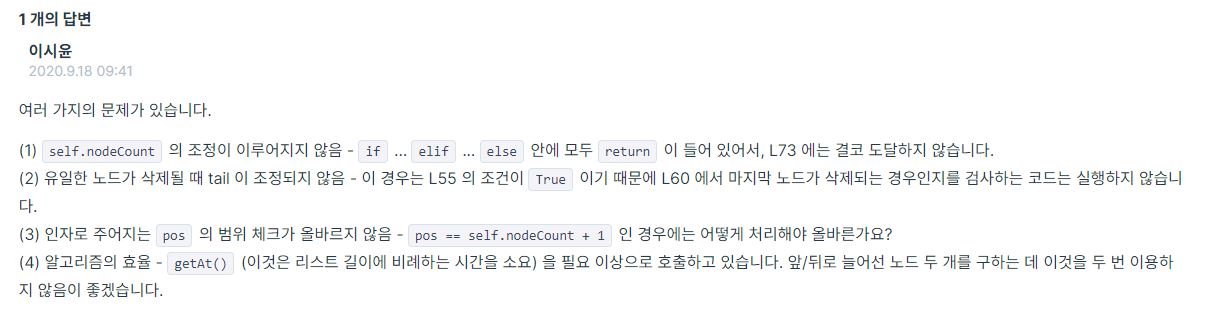 1 개의 답변
이시윤
2020.9.18 09:41
여러 가지의 문제가 있습니다.
(1) self.nodeCount 의 조정이 이루어지지 않음 - if ... elif ... else 안에 모두 return 이 들어 있어서, L73 에는 결코 도달하지 않습니다.
(2) 유일한 노드가 삭제될 때 tail 이 조정되지 않음 - 이 경우는 L55 의 조건이 True 이기 때문에 L60 에서 마지막 노드가 삭제되는 경우인지를 검사하는 코드는 실행하지 않습니
다.
(3) 인자로 주어지는 pos 의 범위 체크가 올바르지 않음 - pos == self.nodeCount + 1 인 경우에는 어떻게 처리해야 올바른가요?
(4) 알고리즘의 효율 - getAt() (이것은 리스트 길이에 비례하는 시간을 소요) 을 필요 이상으로 호출하고 있습니다. 앞/뒤로 늘어선 노드 두 개를 구하는 데 이것을 두 번 이용하
지 않음이 좋겠습니다.